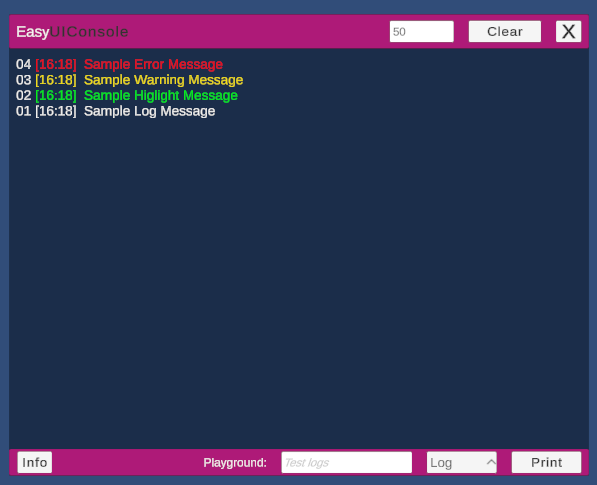 EasyUIConsole 50 Clear X
04 [16:18] Sample Error Message
03 [16:18] Sample Warning Message
02 [16:18] Sample Higlight Message
01 [16:18] Sample Log Message
Info Playground: Test logs Log Print